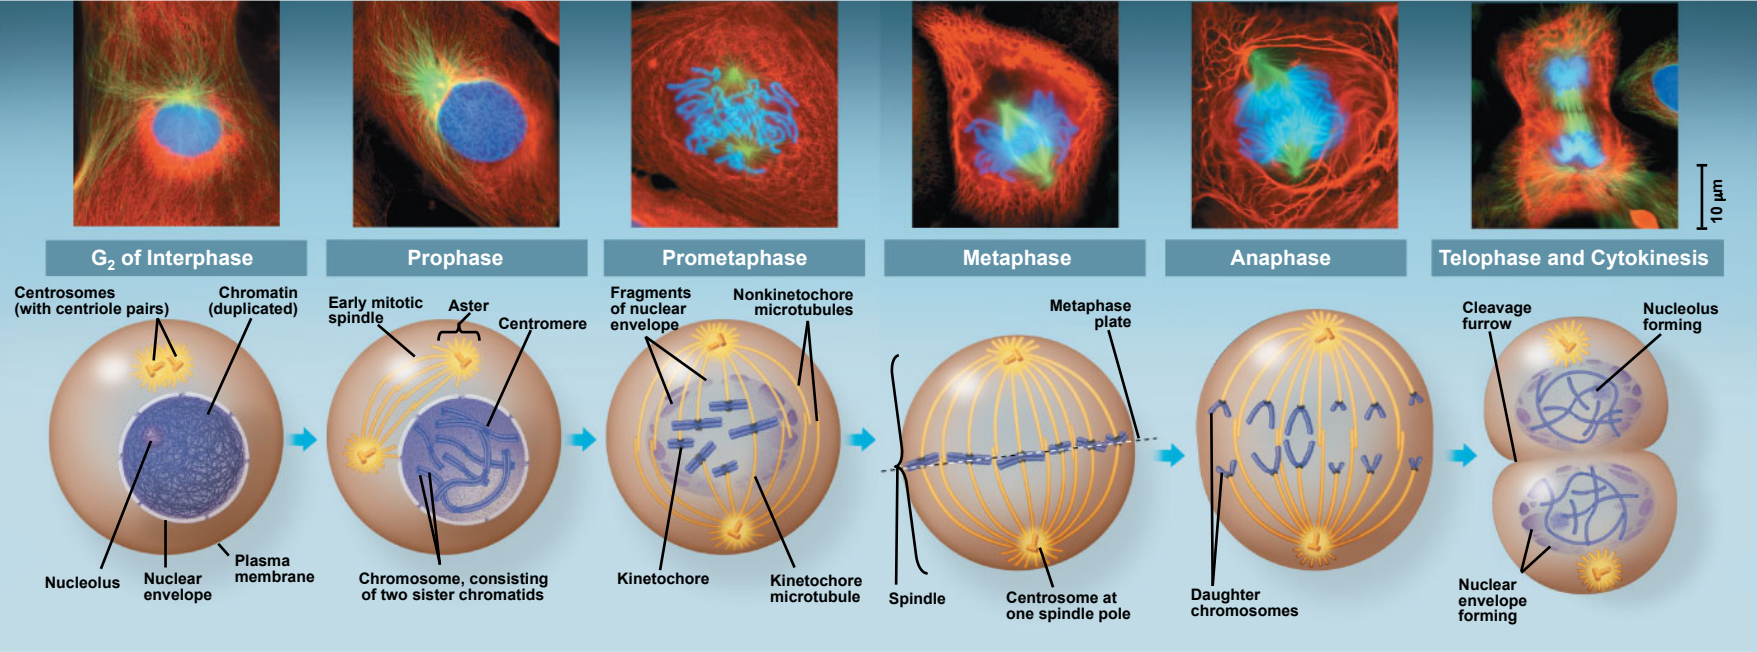 10 µm
G₂ of Interphase
Prophase
Prometaphase
Metaphase
Anaphase
Telophase and Cytokinesis
Centrosomes
(with centriole pairs)
Chromatin
(duplicated)
Nucleolus
Nuclear
envelope
Plasma
membrane
Early mitotic
spindle
Aster
Centromere
Chromosome, consisting
of two sister chromatids
Fragments
of nuclear
envelope
Nonkinetochore
microtubules
Kinetochore
Kinetochore
microtubule
Metaphase
plate
Spindle
Centrosome at
one spindle pole
Daughter
chromosomes
Cleavage
furrow
Nucleolus
forming
Nuclear
envelope
forming